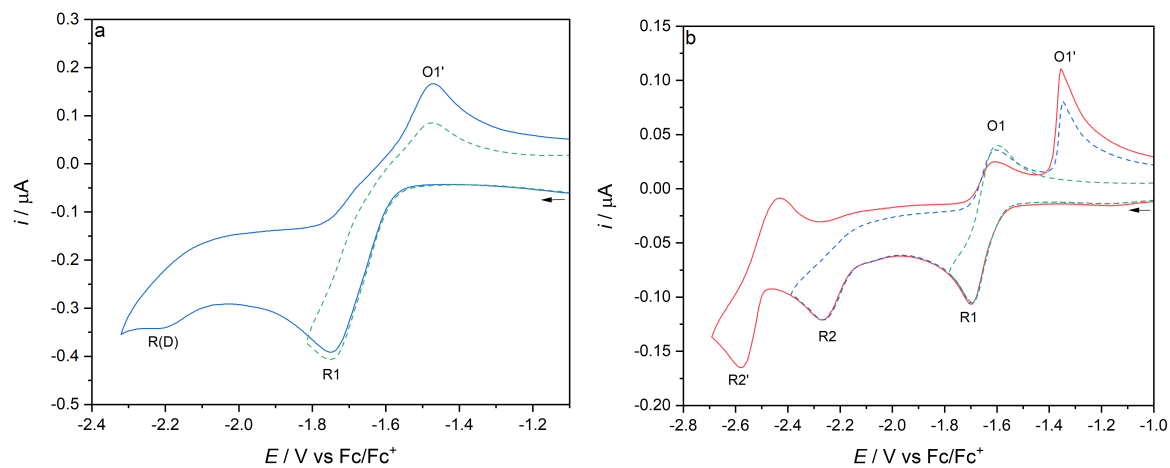 a
0.3
0.2
0.1
0.0
-0.1
-0.2
-0.3
-0.4
-0.5
i / µA
O1'
R(D)
R1
-2.4 -2.2 -2.0 -1.8 -1.6 -1.4 -1.2
E / V vs Fc/Fc+
b
0.15
0.10
0.05
0.00
-0.05
-0.10
-0.15
-0.20
i / µA
O1'
O1
R1
R2
R2'
-2.8 -2.6 -2.4 -2.2 -2.0 -1.8 -1.6 -1.4 -1.2 -1.0
E / V vs Fc/Fc+